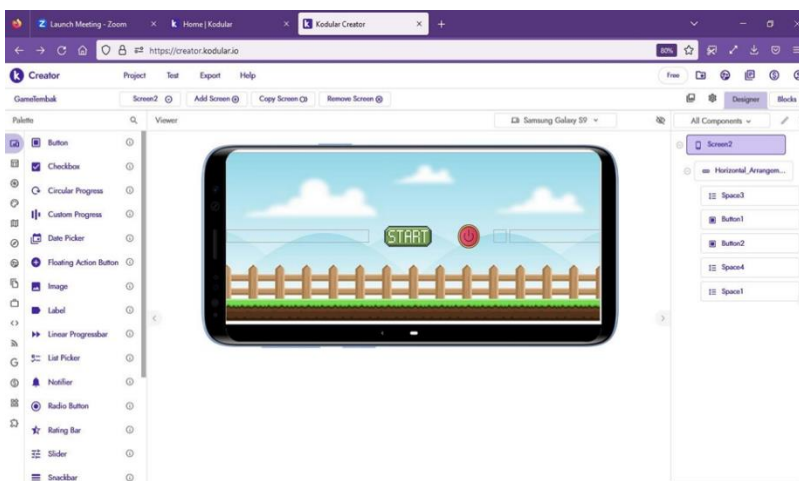 Launch Meeting - Zoom
Home | Kodular
Kodular Creator
https://creator.kodular.io
80%
Creator Project Test Export Help Free
GameTembak Screen2 Add Screen Copy Screen Remove Screen Designer Blocks
Palette Viewer Samsung Galaxy S9 All Components
Button
Checkbox
Circular Progress
Custom Progress
Date Picker
Floating Action Button
Image
Label
Linear Progressbar
List Picker
Notifier
Radio Button
Rating Bar
Slider
Snackbar
START
Screen2
Horizontal_Arrangem...
Space3
Button1
Button2
Space4
Space1